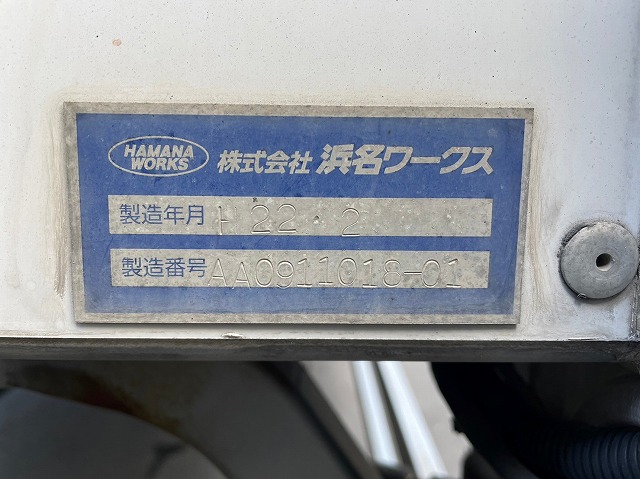 HAMANA WORKS 株式会社 浜名ワークス
製造年月 H 22・2
製造番号 AA0911018-01